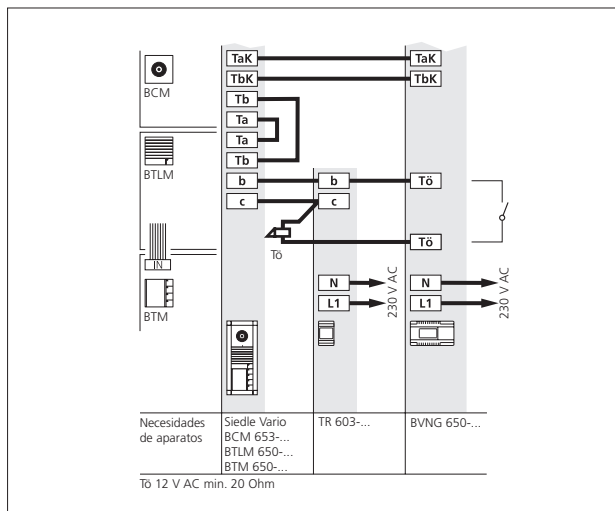 TaK TaK
TbK TbK
BCM
Tb
Ta
Ta
BTLM
Tb
b b Tö
c c
Tö
Tö
IN
N N
230 V AC 230 V AC
L1 L1
BTM
Necesidades de aparatos
Siedle Vario
BCM 653-...
BTLM 650-...
BTM 650-...
TR 603-...
BVNG 650-...
Tö 12 V AC min. 20 Ohm